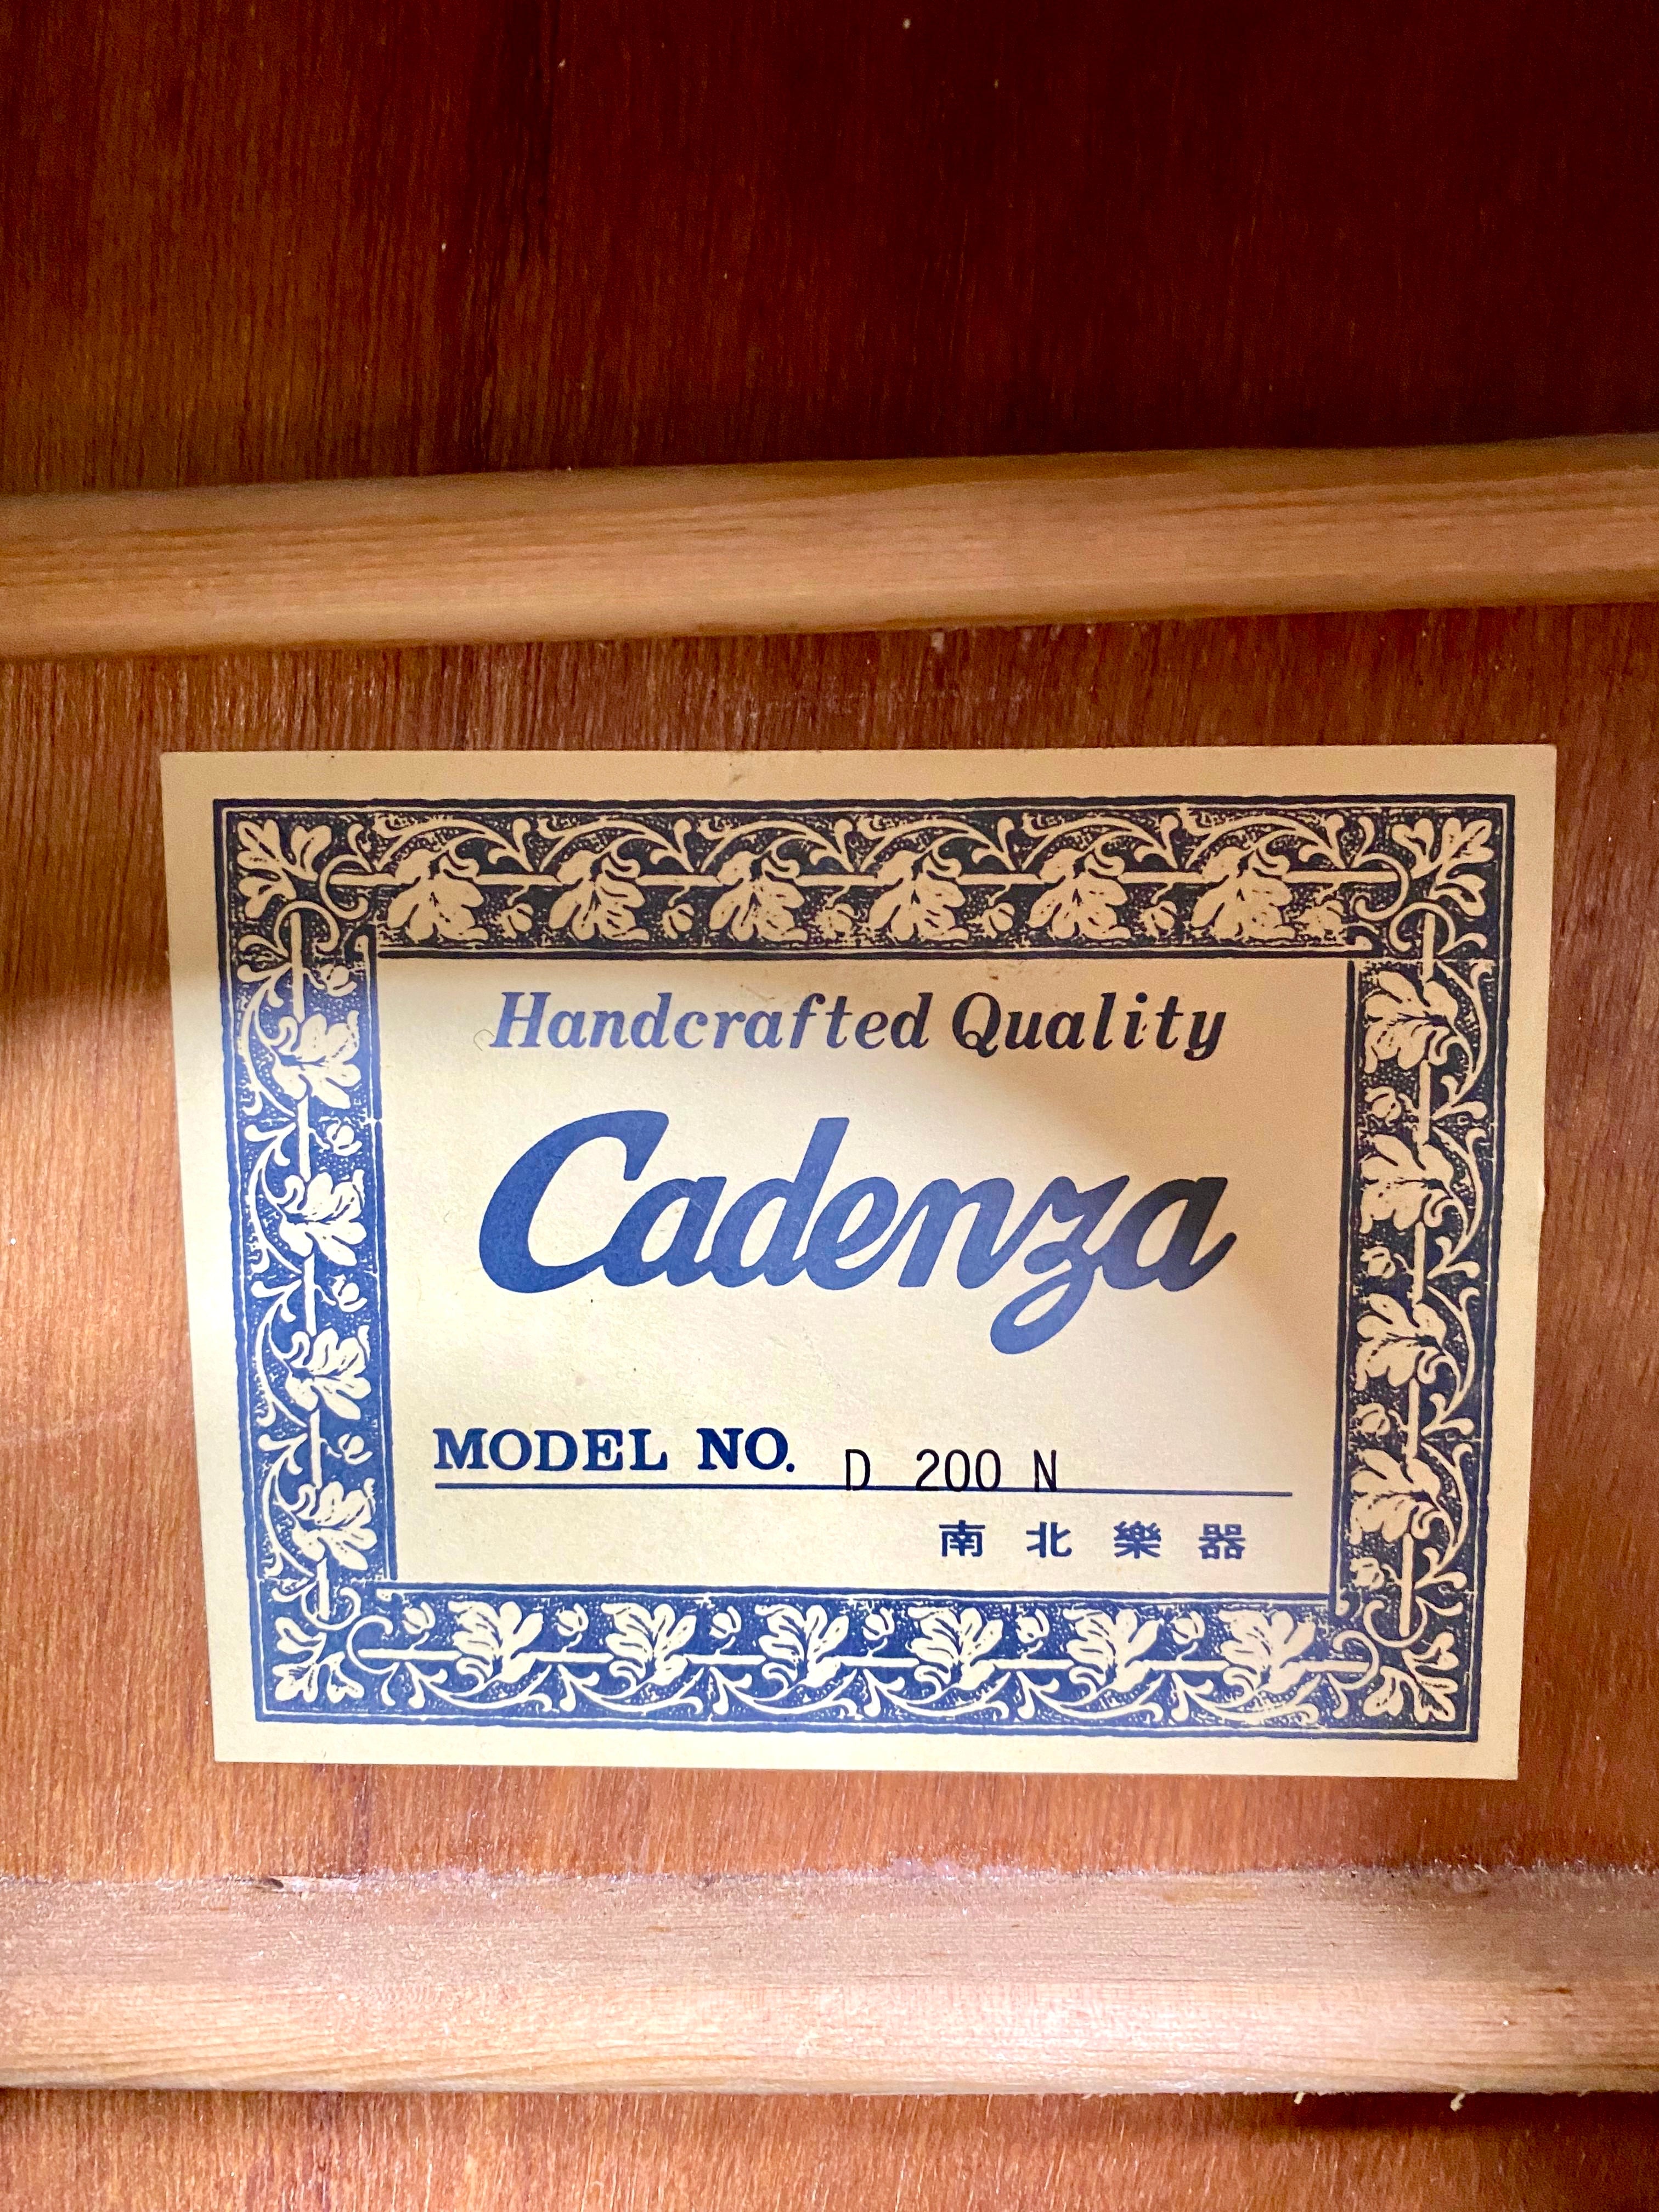 Handcrafted Quality
Cadenza
MODEL NO. D 200 N
南北樂器